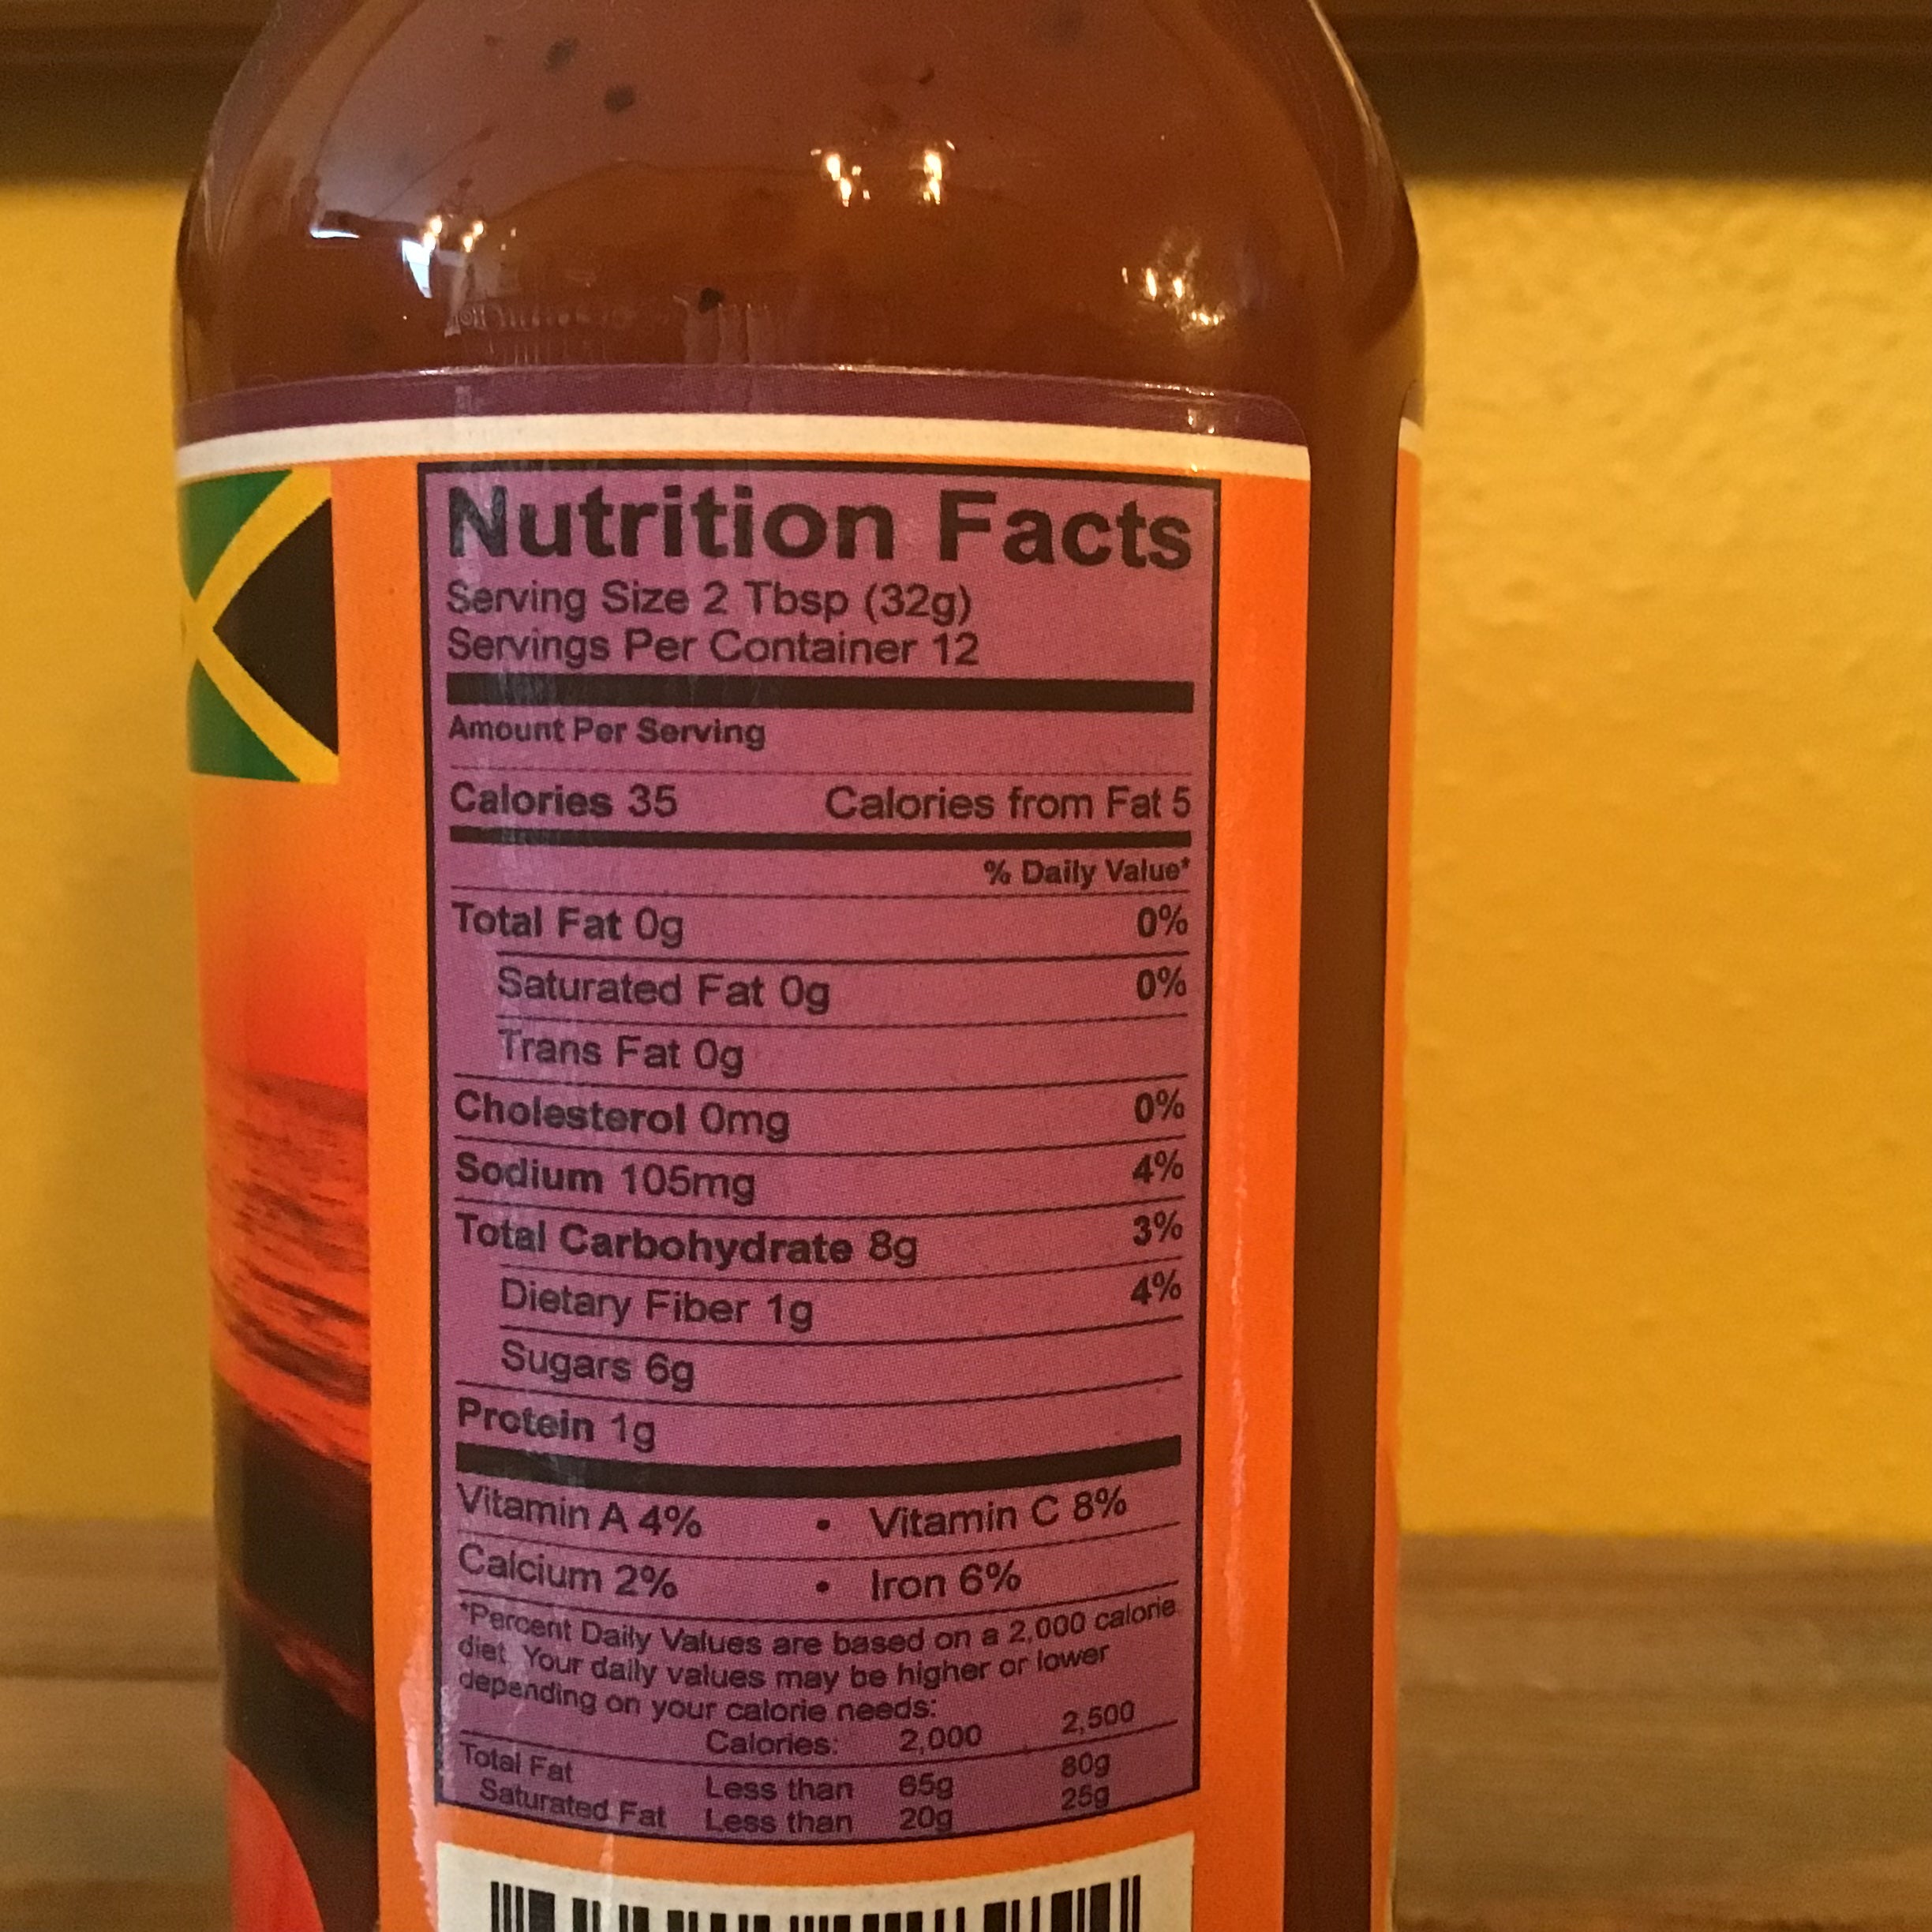 Nutrition Facts
Serving Size 2 Tbsp (32g)
Servings Per Container 12
Amount Per Serving
Calories 35 Calories from Fat 5
% Daily Value*
Total Fat 0g 0%
Saturated Fat 0g 0%
Trans Fat 0g
Cholesterol 0mg 0%
Sodium 105mg 4%
Total Carbohydrate 8g 3%
Dietary Fiber 1g 4%
Sugars 6g
Protein 1g
Vitamin A 4% • Vitamin C 8%
Calcium 2% • Iron 6%
*Percent Daily Values are based on a 2,000 calorie
diet. Your daily values may be higher or lower
depending on your calorie needs:
Calories: 2,000 2,500
Total Fat Less than 65g 80g
Saturated Fat Less than 20g 25g